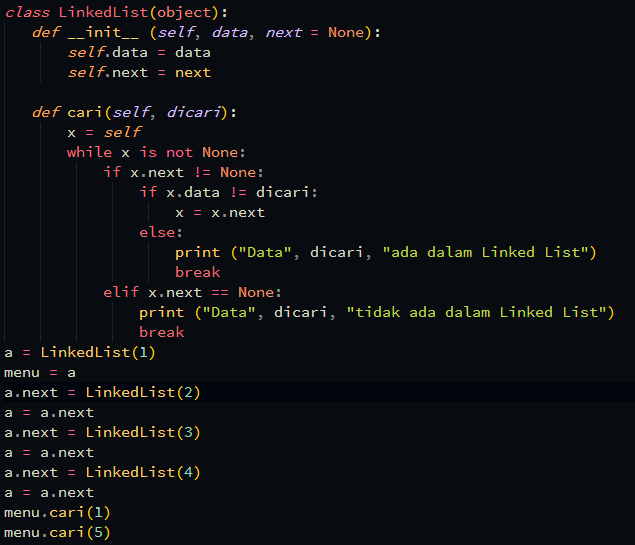 class LinkedList(object):
    def __init__ (self, data, next = None):
        self.data = data
        self.next = next

    def cari(self, dicari):
        x = self
        while x is not None:
            if x.next != None:
                if x.data != dicari:
                    x = x.next
                else:
                    print ("Data", dicari, "ada dalam Linked List")
                    break
            elif x.next == None:
                print ("Data", dicari, "tidak ada dalam Linked List")
                break
a = LinkedList(1)
menu = a
a.next = LinkedList(2)
a = a.next
a.next = LinkedList(3)
a = a.next
a.next = LinkedList(4)
a = a.next
menu.cari(1)
menu.cari(5)